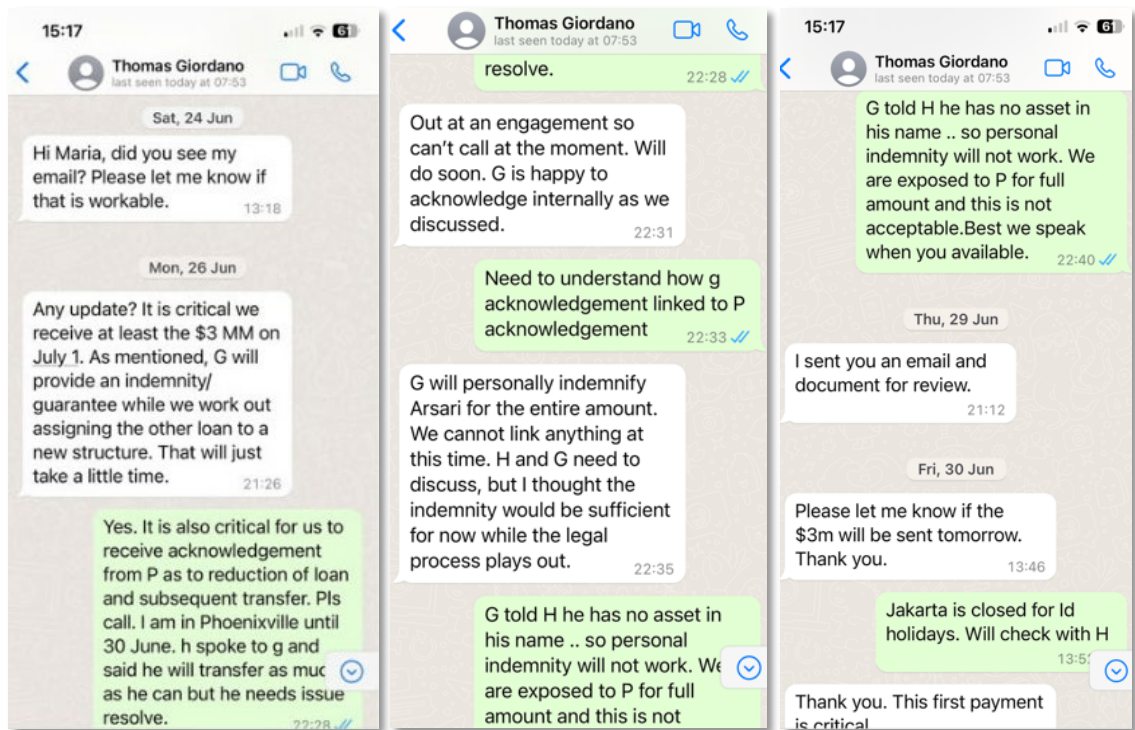 15:17
61
Thomas Giordano
last seen today at 07:53
Sat, 24 Jun
Hi Maria, did you see my
email? Please let me know if
that is workable.
13:18
Mon, 26 Jun
Any update? It is critical we
receive at least the $3 MM on
July 1. As mentioned, G will
provide an indemnity/
guarantee while we work out
assigning the other loan to a
new structure. That will just
take a little time.
21:26
Yes. It is also critical for us to
receive acknowledgement
from P as to reduction of loan
and subsequent transfer. Pls
call. I am in Phoenixville until
30 June. h spoke to g and
said he will transfer as muc
as he can but he needs issue
resolve.
22:28
Thomas Giordano
last seen today at 07:53
resolve.
22:28
Out at an engagement so
can't call at the moment. Will
do soon. G is happy to
acknowledge internally as we
discussed.
22:31
Need to understand how g
acknowledgement linked to P
acknowledgement
22:33
G will personally indemnify
Arsari for the entire amount.
We cannot link anything at
this time. H and G need to
discuss, but I thought the
indemnity would be sufficient
for now while the legal
process plays out.
22:35
G told H he has no asset in
his name .. so personal
indemnity will not work. We
are exposed to P for full
amount and this is not
15:17
61
Thomas Giordano
last seen today at 07:53
G told H he has no asset in
his name .. so personal
indemnity will not work. We
are exposed to P for full
amount and this is not
acceptable.Best we speak
when you available.
22:40
Thu, 29 Jun
I sent you an email and
document for review.
21:12
Fri, 30 Jun
Please let me know if the
$3m will be sent tomorrow.
Thank you.
13:46
Jakarta is closed for Id
holidays. Will check with H
13:5
Thank you. This first payment
is critical